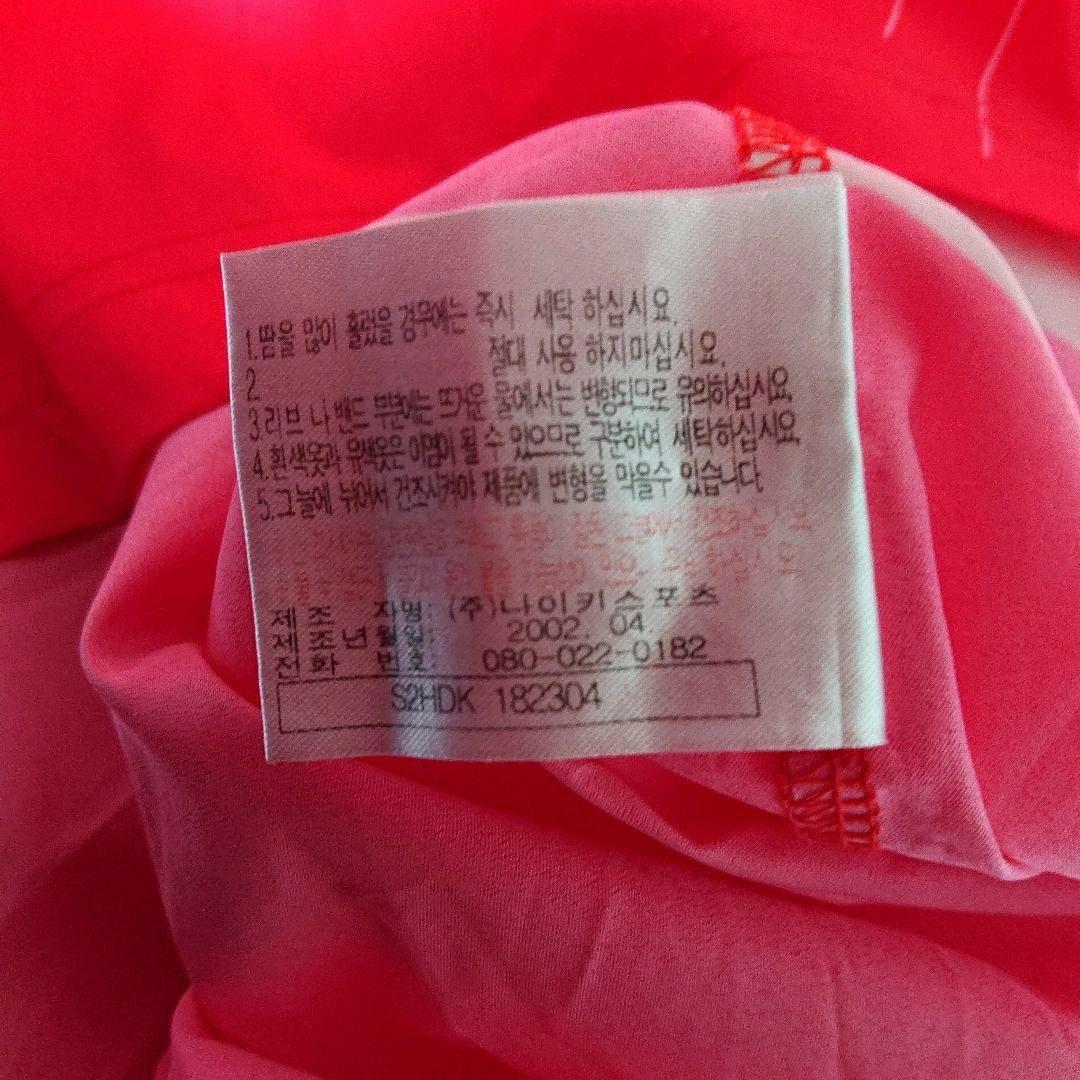 1.땀을 많이 흘렸을 경우에는 즉시 세탁 하십시요.
2 절대 사용 하지마십시요.
3.리브 나 밴드 부분에는 뜨거운 물에서는 변형되므로 유의하십시요.
4.흰색옷과 유색옷은 이염이 될 수 있으므로 구분하여 세탁하십시요.
5.그늘에 뉘어서 건조시켜야 제품에 변형을 막을수 있습니다.
제조 자명: (주)나이키스포츠
제조년월일: 2002. 04.
전화 번호: 080-022-0182
S2HDK 182304